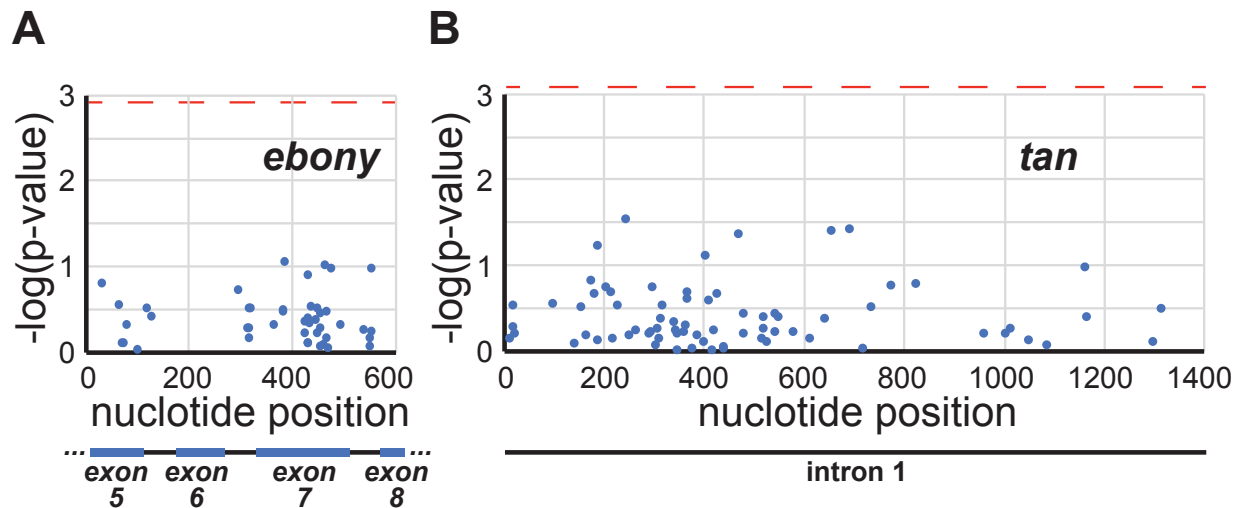 A
B
-log(p-value)
3
2
1
0
ebony
0 200 400 600
nuclotide position
... exon 5 exon 6 exon 7 exon 8 ...
-log(p-value)
3
2
1
0
tan
0 200 400 600 800 1000 1200 1400
nuclotide position
intron 1